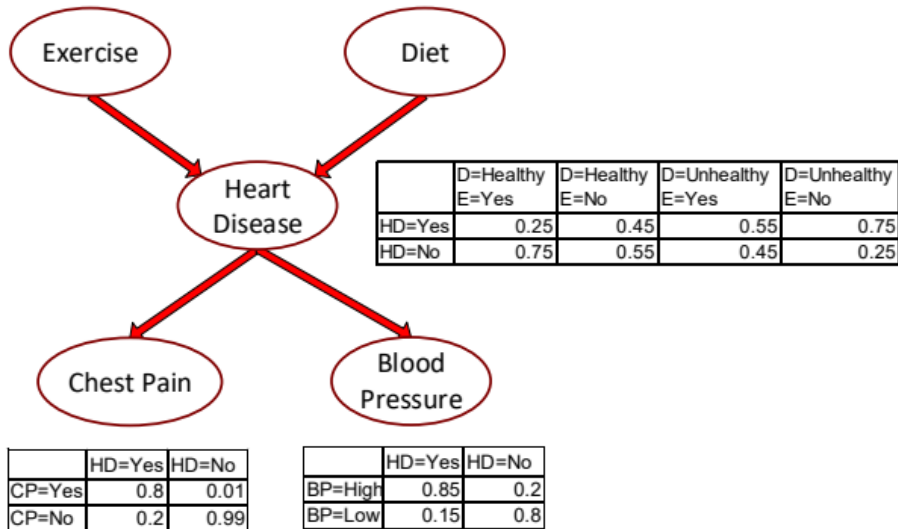 Exercise
Diet
Heart
Disease
D=Healthy D=Healthy D=Unhealthy D=Unhealthy
E=Yes E=No E=Yes E=No
HD=Yes 0.25 0.45 0.55 0.75
HD=No 0.75 0.55 0.45 0.25
Chest Pain
Blood
Pressure
HD=Yes HD=No
CP=Yes 0.8 0.01
CP=No 0.2 0.99
HD=Yes HD=No
BP=High 0.85 0.2
BP=Low 0.15 0.8